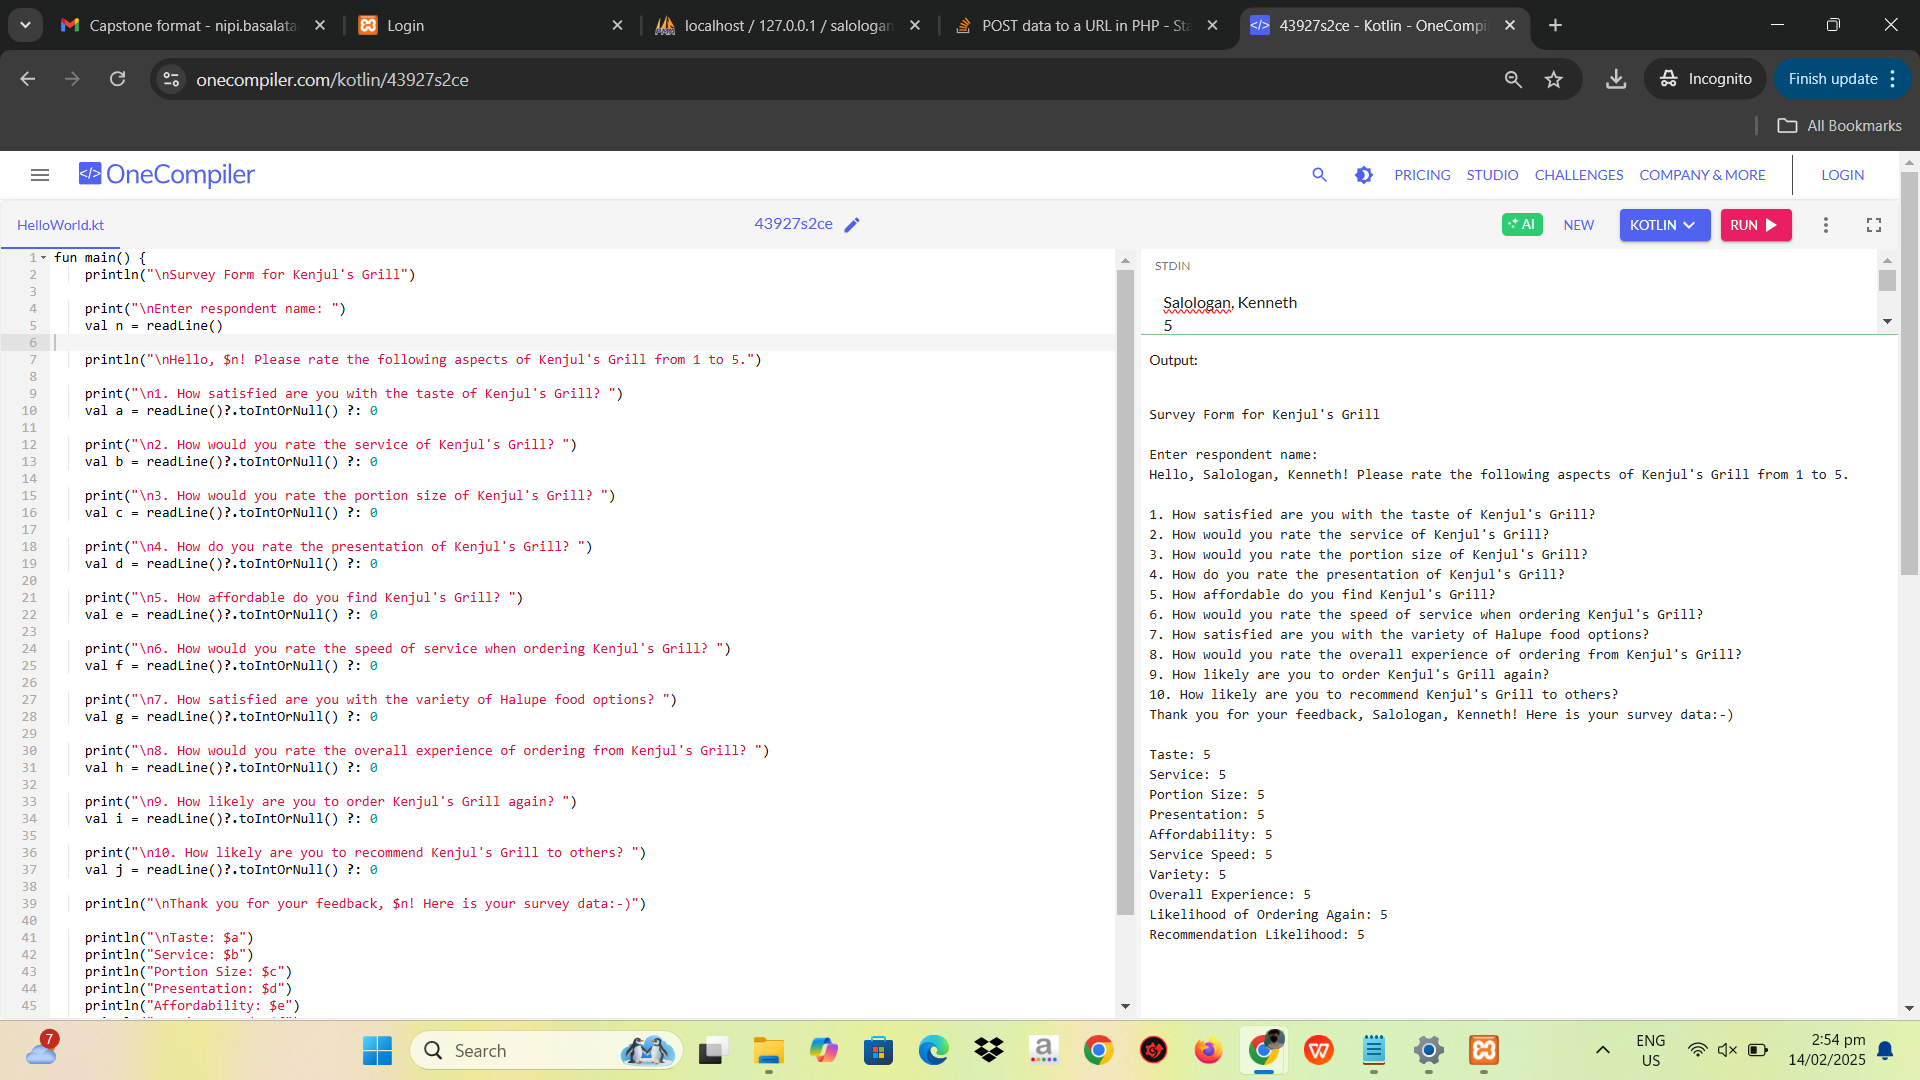 Capstone format - nipi.basalata
Login
localhost / 127.0.0.1 / salologan
POST data to a URL in PHP - Sta
43927s2ce - Kotlin - OneCompil
onecompiler.com/kotlin/43927s2ce
Incognito
Finish update
All Bookmarks
OneCompiler
PRICING
STUDIO
CHALLENGES
COMPANY & MORE
LOGIN
HelloWorld.kt
43927s2ce
AI
NEW
KOTLIN
RUN
1 fun main() {
2 println("\nSurvey Form for Kenjul's Grill")
3
4 print("\nEnter respondent name: ")
5 val n = readLine()
6
7 println("\nHello, $n! Please rate the following aspects of Kenjul's Grill from 1 to 5.")
8
9 print("\n1. How satisfied are you with the taste of Kenjul's Grill? ")
10 val a = readLine()?.toIntOrNull() ?: 0
11
12 print("\n2. How would you rate the service of Kenjul's Grill? ")
13 val b = readLine()?.toIntOrNull() ?: 0
14
15 print("\n3. How would you rate the portion size of Kenjul's Grill? ")
16 val c = readLine()?.toIntOrNull() ?: 0
17
18 print("\n4. How do you rate the presentation of Kenjul's Grill? ")
19 val d = readLine()?.toIntOrNull() ?: 0
20
21 print("\n5. How affordable do you find Kenjul's Grill? ")
22 val e = readLine()?.toIntOrNull() ?: 0
23
24 print("\n6. How would you rate the speed of service when ordering Kenjul's Grill? ")
25 val f = readLine()?.toIntOrNull() ?: 0
26
27 print("\n7. How satisfied are you with the variety of Halupe food options? ")
28 val g = readLine()?.toIntOrNull() ?: 0
29
30 print("\n8. How would you rate the overall experience of ordering from Kenjul's Grill? ")
31 val h = readLine()?.toIntOrNull() ?: 0
32
33 print("\n9. How likely are you to order Kenjul's Grill again? ")
34 val i = readLine()?.toIntOrNull() ?: 0
35
36 print("\n10. How likely are you to recommend Kenjul's Grill to others? ")
37 val j = readLine()?.toIntOrNull() ?: 0
38
39 println("\nThank you for your feedback, $n! Here is your survey data:-)")
40
41 println("\nTaste: $a")
42 println("Service: $b")
43 println("Portion Size: $c")
44 println("Presentation: $d")
45 println("Affordability: $e")
STDIN
Salologan, Kenneth
5
Output:
Survey Form for Kenjul's Grill
Enter respondent name:
Hello, Salologan, Kenneth! Please rate the following aspects of Kenjul's Grill from 1 to 5.
1. How satisfied are you with the taste of Kenjul's Grill?
2. How would you rate the service of Kenjul's Grill?
3. How would you rate the portion size of Kenjul's Grill?
4. How do you rate the presentation of Kenjul's Grill?
5. How affordable do you find Kenjul's Grill?
6. How would you rate the speed of service when ordering Kenjul's Grill?
7. How satisfied are you with the variety of Halupe food options?
8. How would you rate the overall experience of ordering from Kenjul's Grill?
9. How likely are you to order Kenjul's Grill again?
10. How likely are you to recommend Kenjul's Grill to others?
Thank you for your feedback, Salologan, Kenneth! Here is your survey data:-)
Taste: 5
Service: 5
Portion Size: 5
Presentation: 5
Affordability: 5
Service Speed: 5
Variety: 5
Overall Experience: 5
Likelihood of Ordering Again: 5
Recommendation Likelihood: 5
7
Search
ENG
US
2:54 pm
14/02/2025